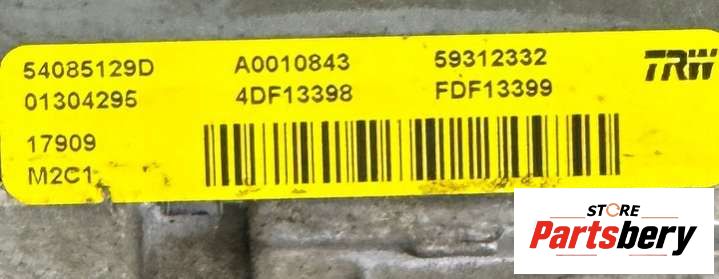 54085129D A0010843 59312332 TRW
01304295 4DF13398 FDF13399
17909
M2C1
STORE
Partsbery